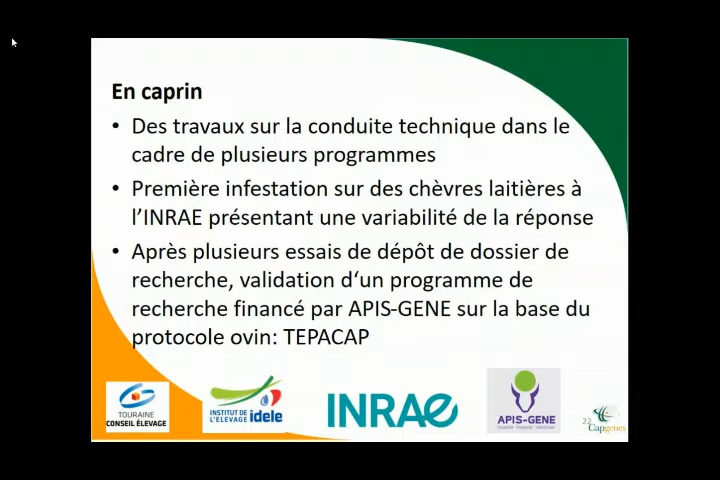 En caprin
• Des travaux sur la conduite technique dans le
cadre de plusieurs programmes
• Première infestation sur des chèvres laitières à
l’INRAE présentant une variabilité de la réponse
• Après plusieurs essais de dépôt de dossier de
recherche, validation d‘un programme de
recherche financé par APIS-GENE sur la base du
protocole ovin: TEPACAP
TOURAINE
CONSEIL ÉLEVAGE
INSTITUT DE
L'ELEVAGE idele
INRAE
APIS-GENE
22
Capgenes